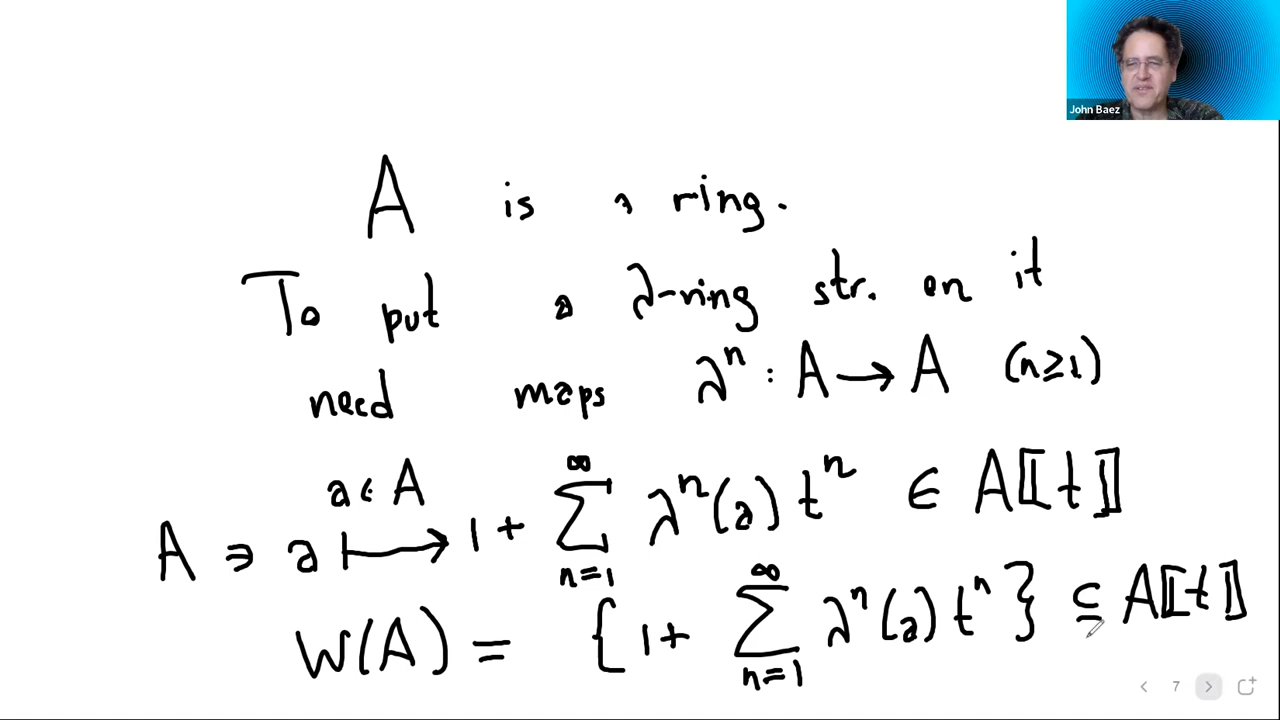 John Baez
A is a ring.
To put a λ-ring str. on it
need maps λⁿ : A → A (n≥1)
a ∈ A
A ∋ a ↦ 1 + ∑_{n=1}^{∞} λⁿ(a) tⁿ ∈ A⟦t⟧
W(A) = { 1 + ∑_{n=1}^{∞} λⁿ(a) tⁿ } ⊆ A⟦t⟧
7